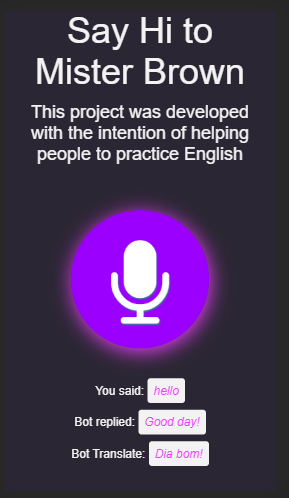 Say Hi to
Mister Brown
This project was developed
with the intention of helping
people to practice English
You said: hello
Bot replied: Good day!
Bot Translate: Dia bom!